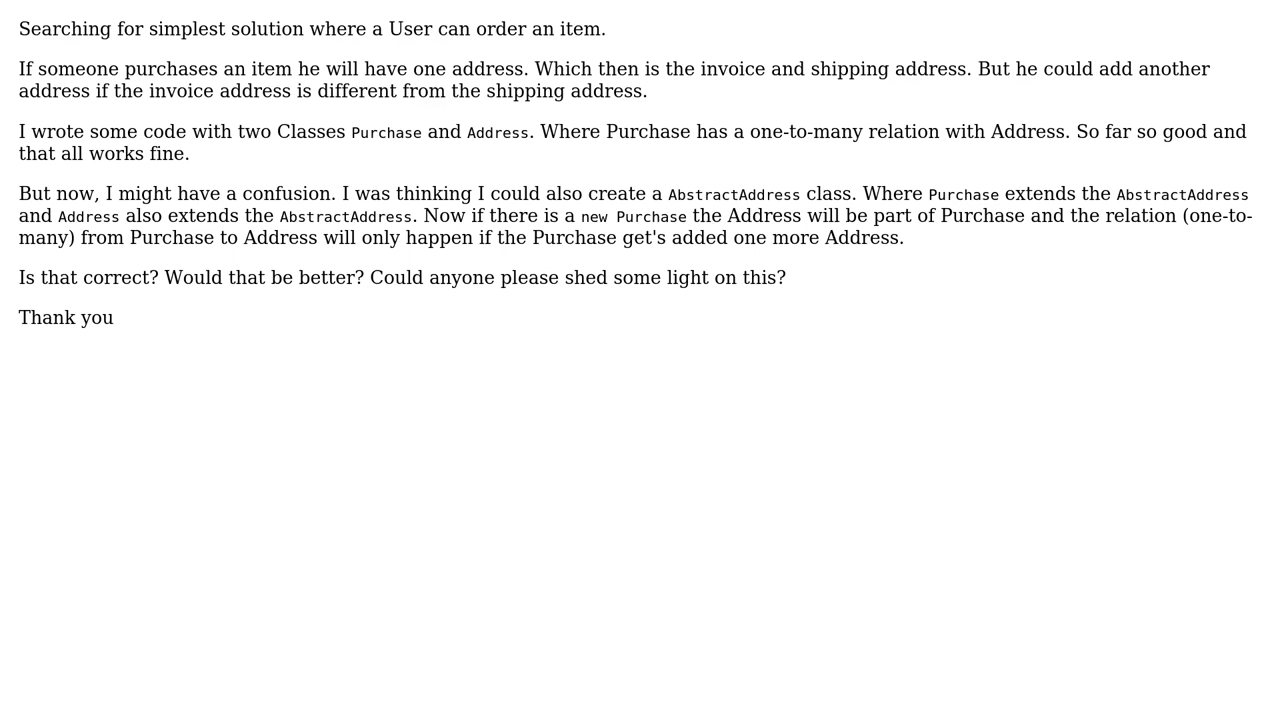 Searching for simplest solution where a User can order an item.
If someone purchases an item he will have one address. Which then is the invoice and shipping address. But he could add another
address if the invoice address is different from the shipping address.
I wrote some code with two Classes Purchase and Address. Where Purchase has a one-to-many relation with Address. So far so good and
that all works fine.
But now, I might have a confusion. I was thinking I could also create a AbstractAddress class. Where Purchase extends the AbstractAddress
and Address also extends the AbstractAddress. Now if there is a new Purchase the Address will be part of Purchase and the relation (one-to-
many) from Purchase to Address will only happen if the Purchase get's added one more Address.
Is that correct? Would that be better? Could anyone please shed some light on this?
Thank you